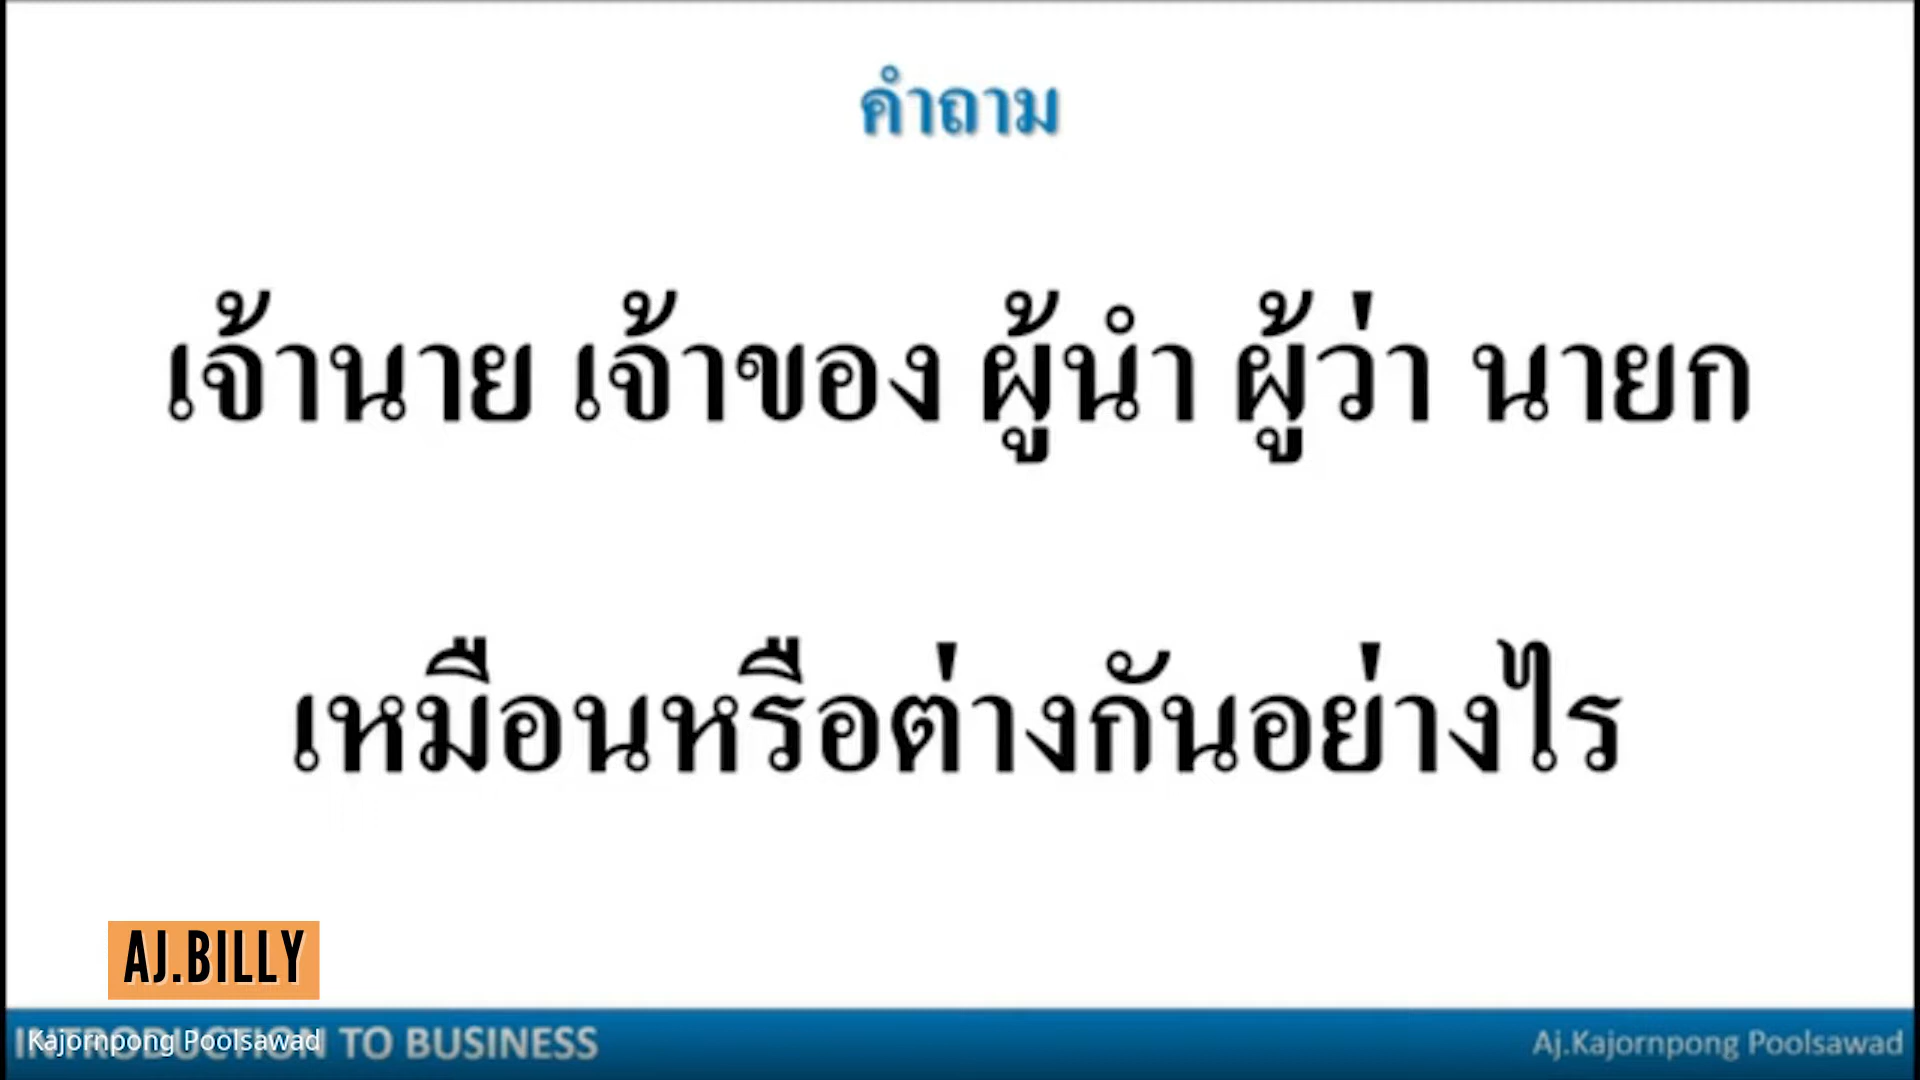 คำถาม
เจ้านาย เจ้าของ ผู้นำ ผู้ว่า นายก
เหมือนหรือต่างกันอย่างไร
AJ.BILLY
Kajornpong Poolsawad
INTRODUCTION TO BUSINESS
Aj.Kajornpong Poolsawad